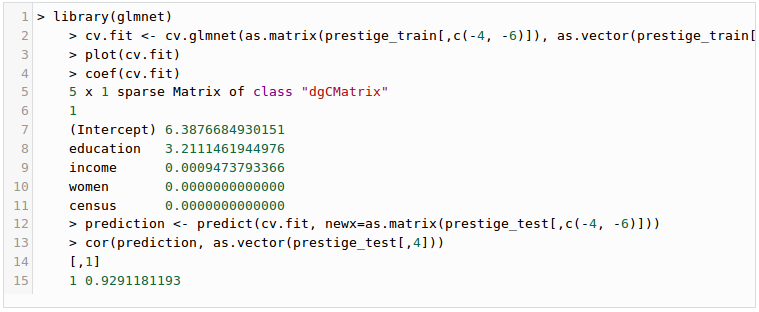 1 > library(glmnet)
2 > cv.fit <- cv.glmnet(as.matrix(prestige_train[,c(-4, -6)]), as.vector(prestige_train[
3 > plot(cv.fit)
4 > coef(cv.fit)
5 5 x 1 sparse Matrix of class "dgCMatrix"
6 1
7 (Intercept) 6.3876684930151
8 education 3.2111461944976
9 income 0.0009473793366
10 women 0.0000000000000
11 census 0.0000000000000
12 > prediction <- predict(cv.fit, newx=as.matrix(prestige_test[,c(-4, -6)]))
13 > cor(prediction, as.vector(prestige_test[,4]))
14 [,1]
15 1 0.9291181193